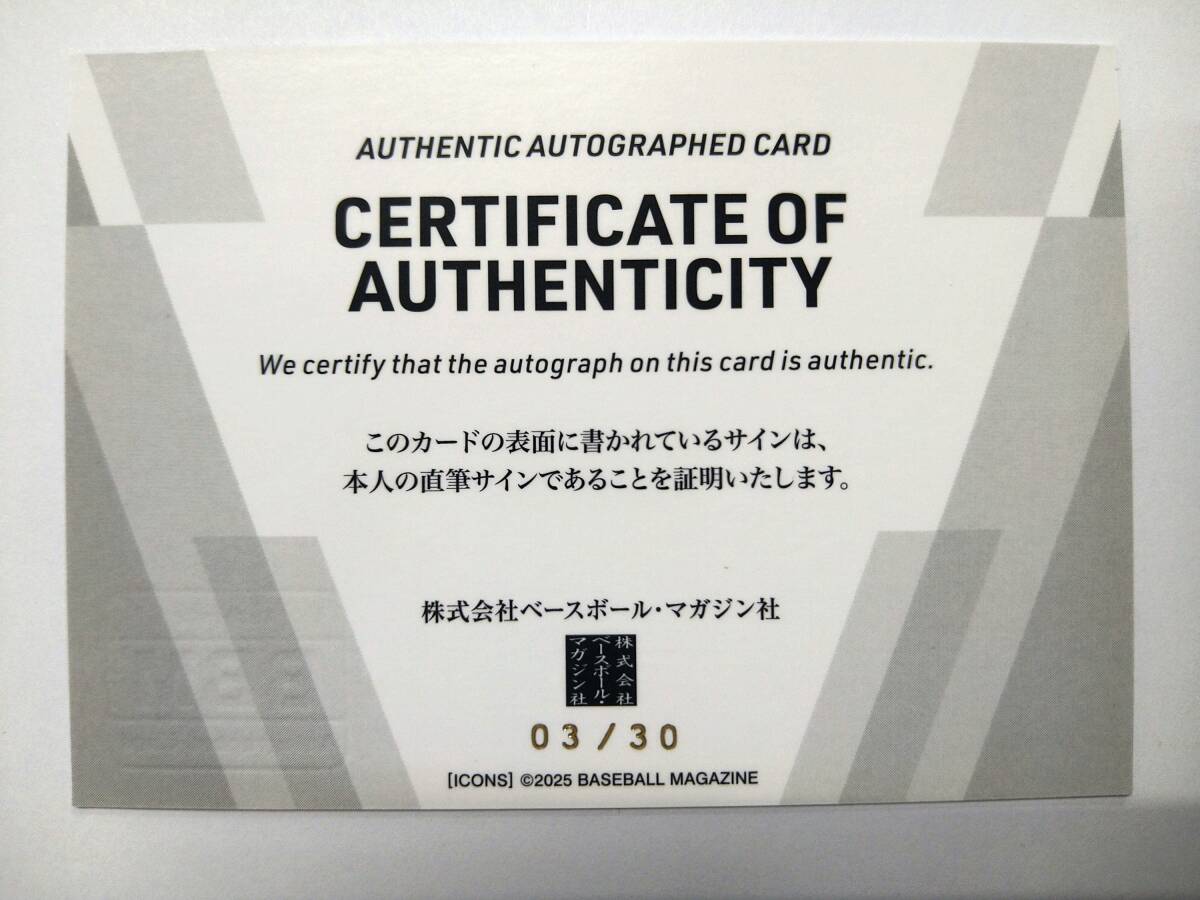 AUTHENTIC AUTOGRAPHED CARD
CERTIFICATE OF
AUTHENTICITY
We certify that the autograph on this card is authentic.
このカードの表面に書かれているサインは、
本人の直筆サインであることを証明いたします。
株式会社ベースボール・マガジン社
株式会社
ベースボール・
マガジン社
03/30
[ICONS] ©2025 BASEBALL MAGAZINE